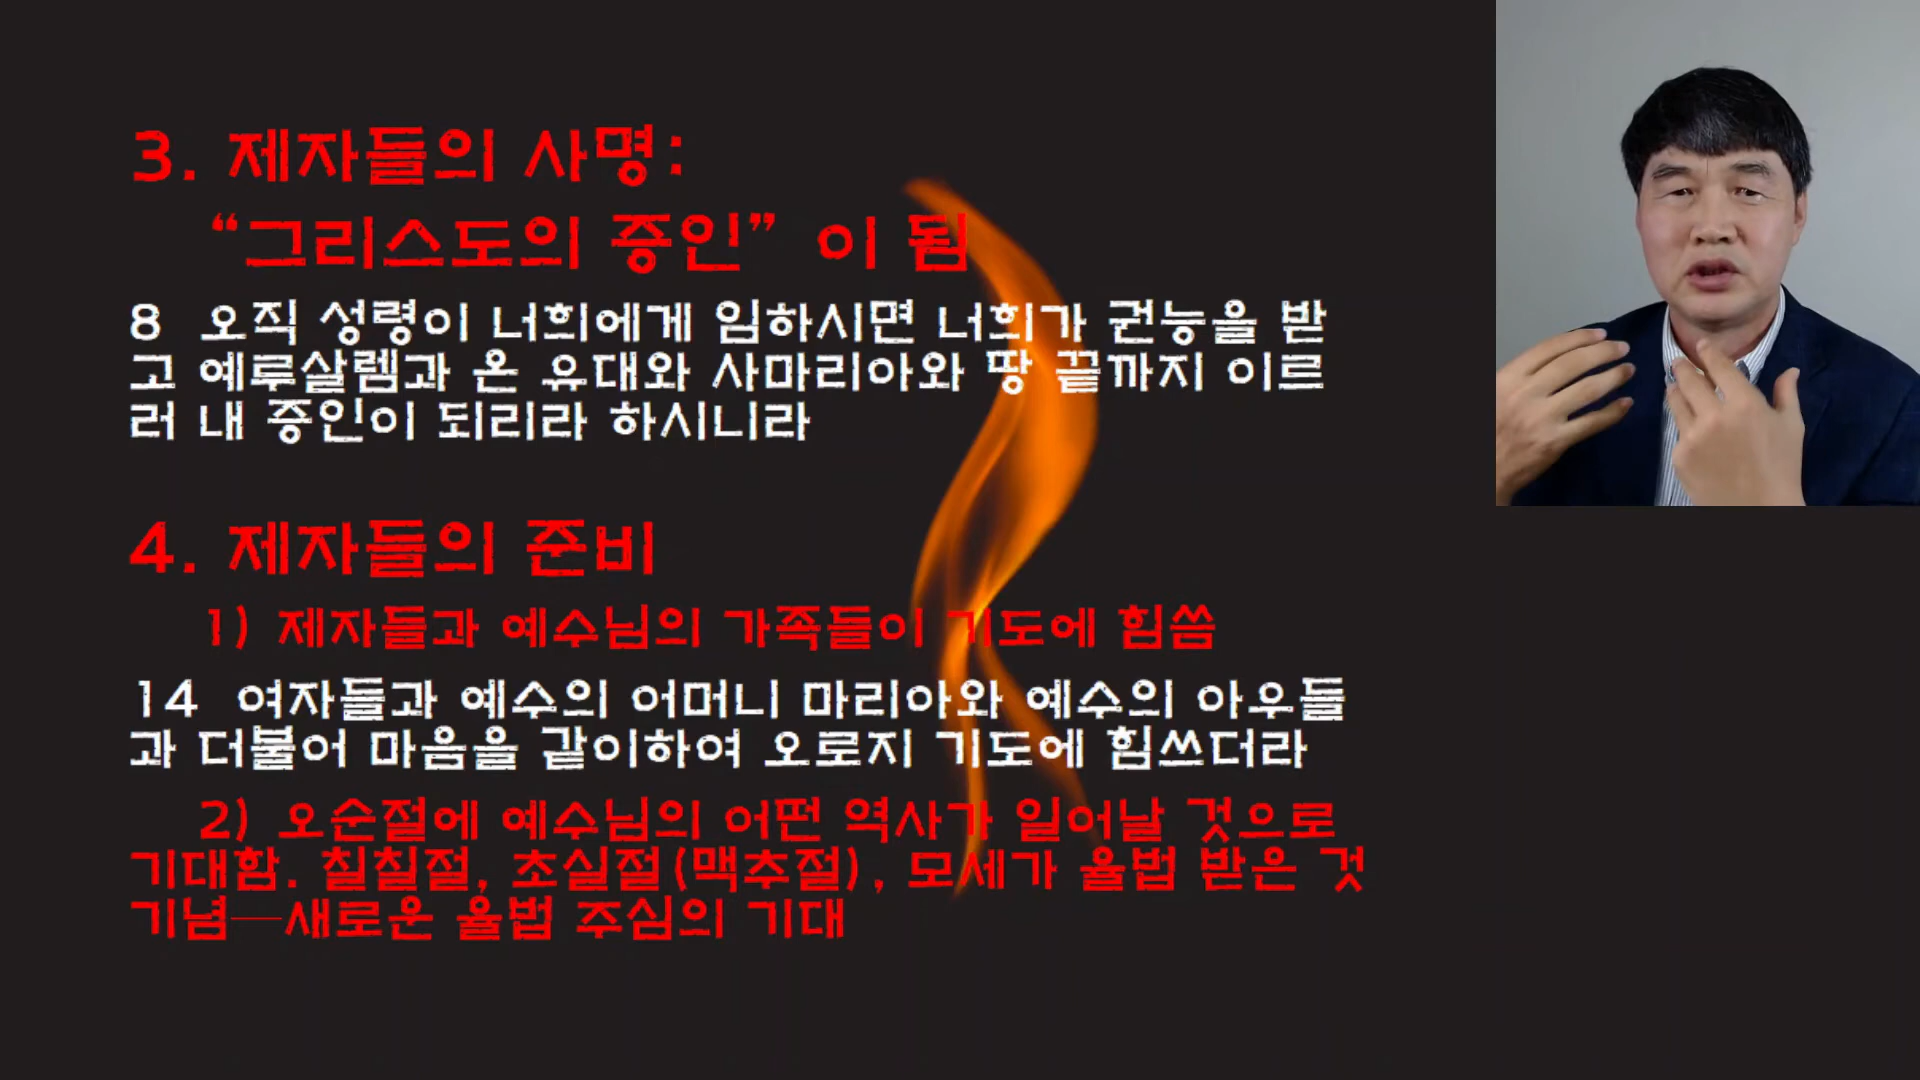 3. 제자들의 사명:
“그리스도의 증인” 이 됨
8 오직 성령이 너희에게 임하시면 너희가 권능을 받
고 예루살렘과 온 유대와 사마리아와 땅 끝까지 이르
러 내 증인이 되리라 하시니라
4. 제자들의 준비
1) 제자들과 예수님의 가족들이 기도에 힘씀
14 여자들과 예수의 어머니 마리아와 예수의 아우들
과 더불어 마음을 같이하여 오로지 기도에 힘쓰더라
2) 오순절에 예수님의 어떤 역사가 일어날 것으로
기대함. 칠칠절, 초실절(맥추절), 모세가 율법 받은 것
기념—새로운 율법 주심의 기대